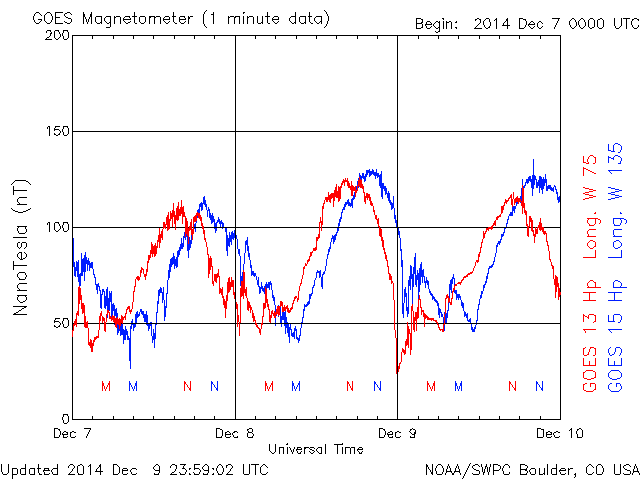 GOES Magnetometer (1 minute data)
Begin: 2014 Dec 7 0000 UTC
200
150
100
50
0
NanoTesla (nT)
M M N N M M N N M M N N
Dec 7 Dec 8 Dec 9 Dec 10
Universal Time
GOES 13 Hp Long. W 75
GOES 15 Hp Long. W 135
Updated 2014 Dec 9 23:59:02 UTC
NOAA/SWPC Boulder, CO USA